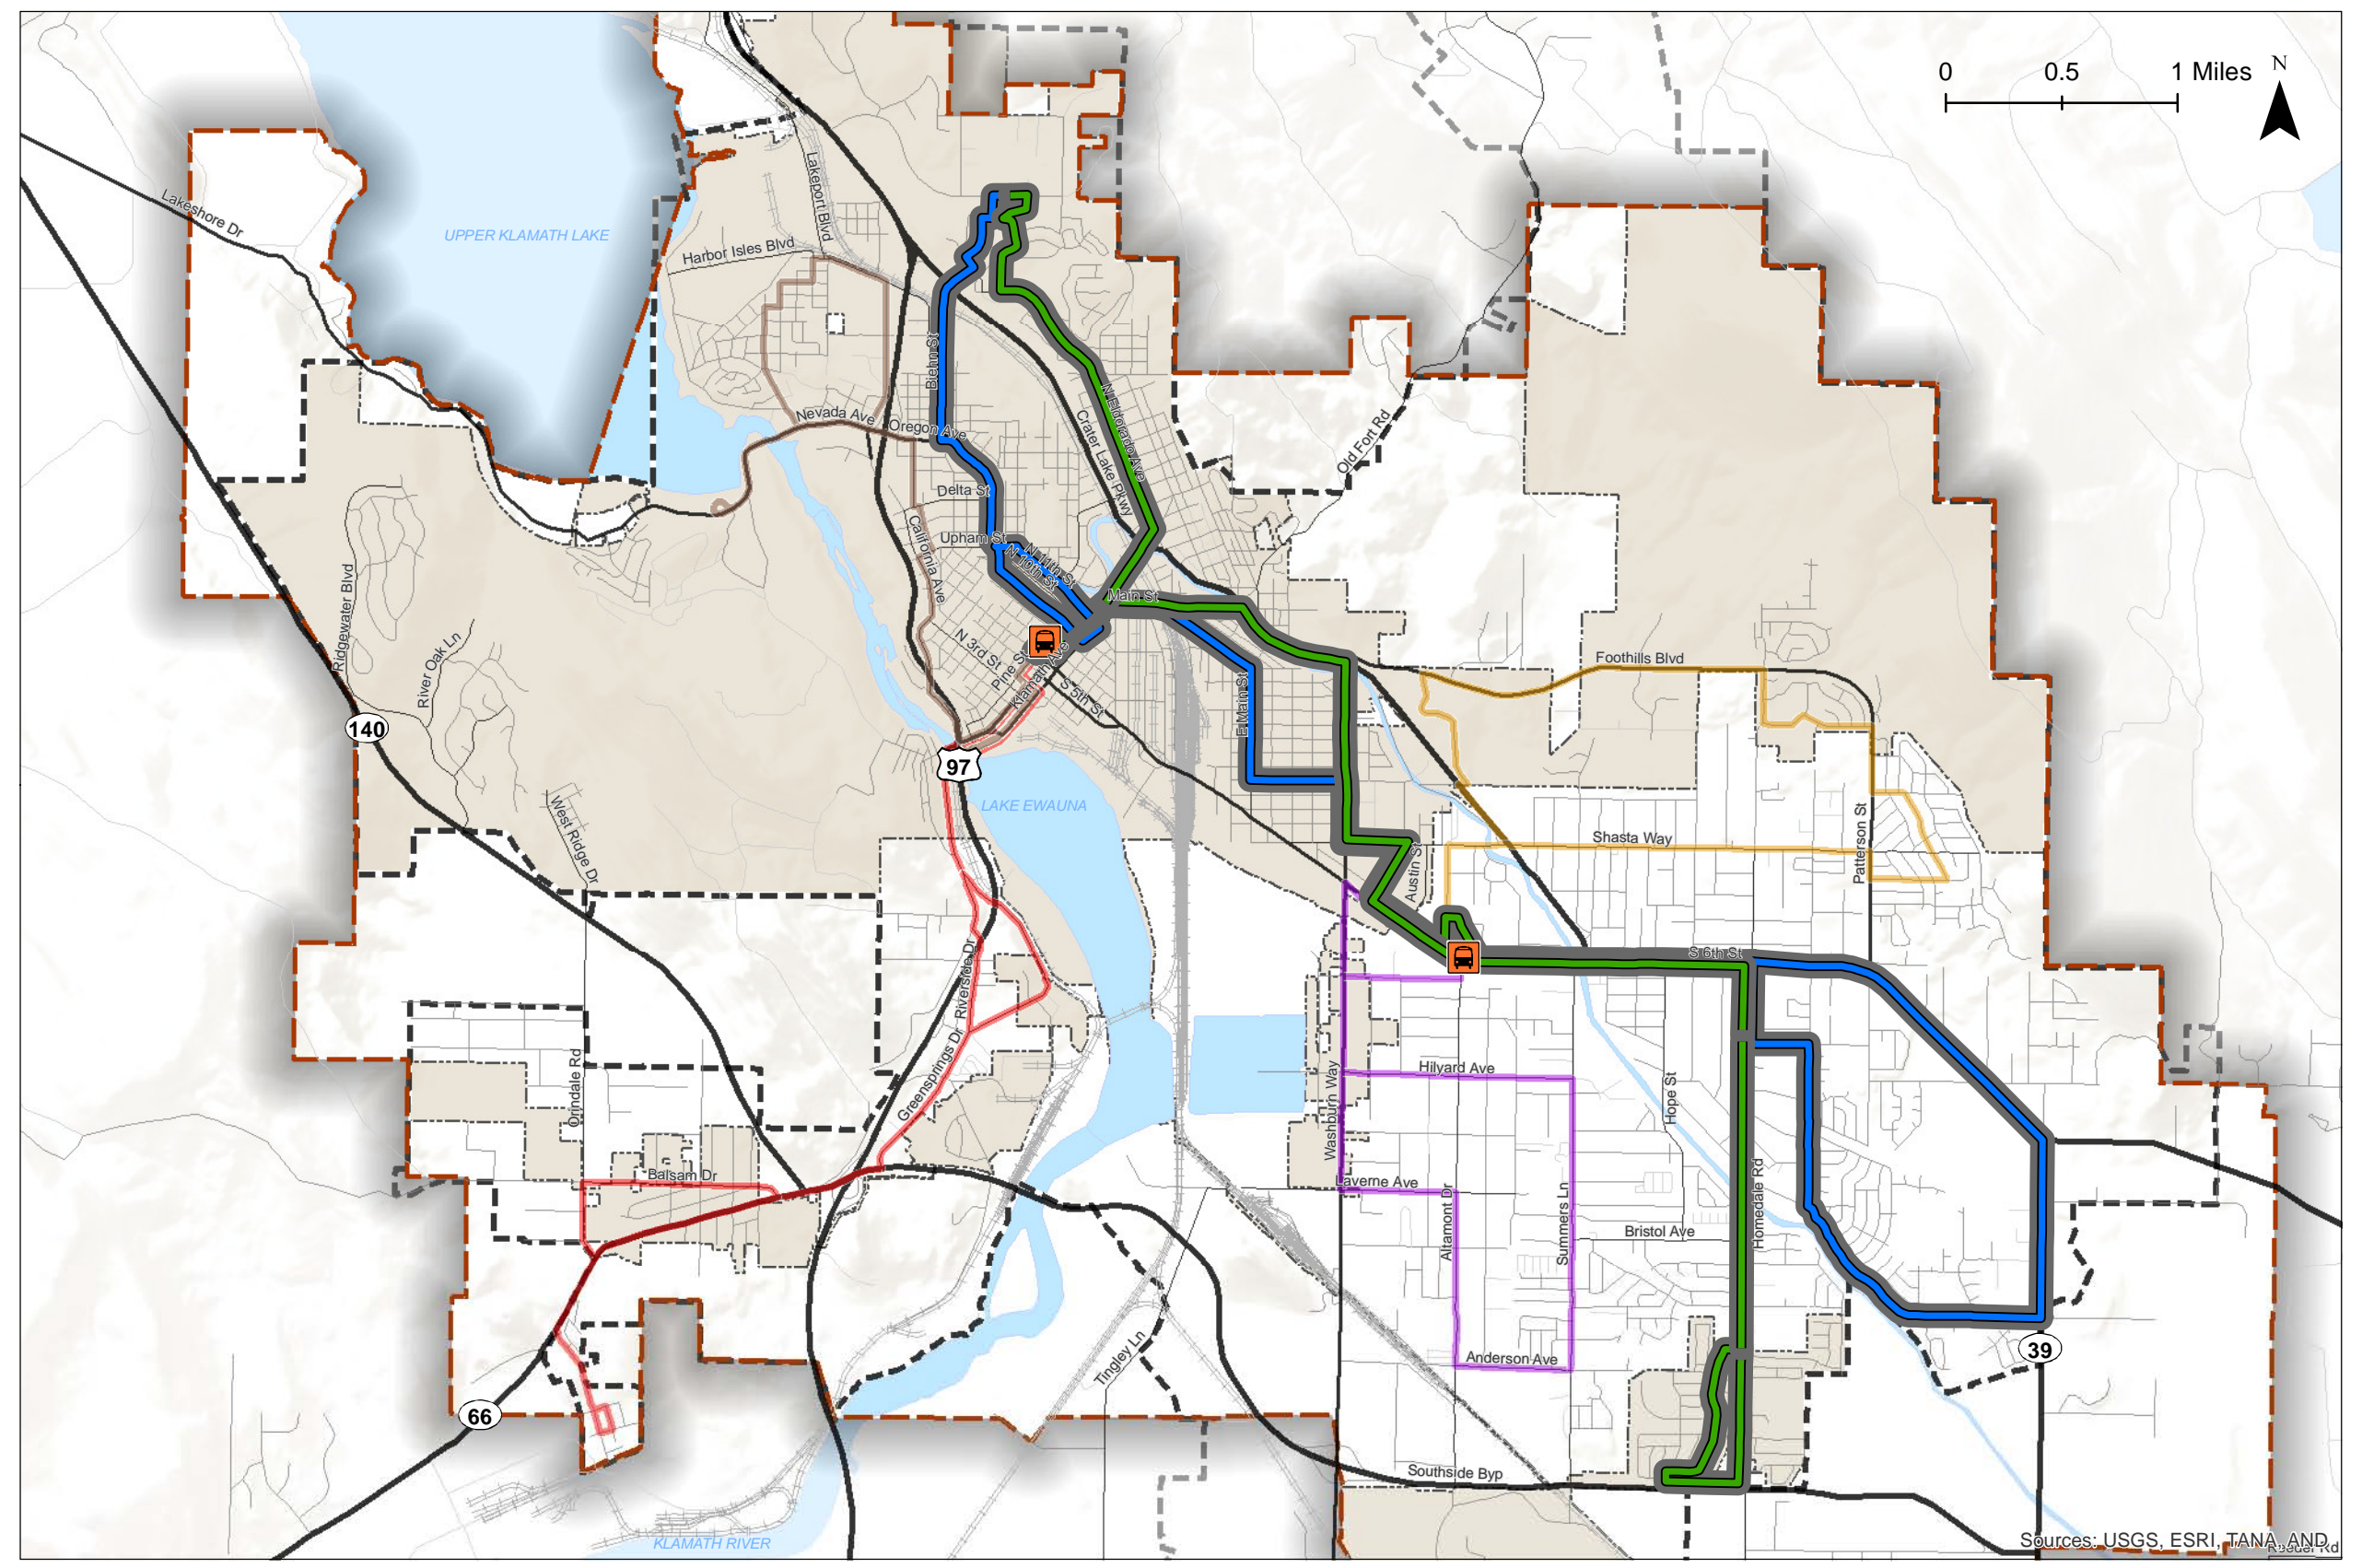 0 0.5 1 Miles
N
Lakeshore Dr
UPPER KLAMATH LAKE
Lakeport Blvd
Harbor Isles Blvd
Biehn St
Nevada Ave
Oregon Ave
N Eldorado Ave
Crater Lake Pkwy
Old Fort Rd
Delta St
Upham St
N 11th St
N 10th St
California Ave
Main St
N 3rd St
Pine St
Klamath Ave
S 5th St
E Main St
Foothills Blvd
Ridgewater Blvd
River Oak Ln
140
97
LAKE EWAUNA
West Ridge Dr
Shasta Way
Patterson St
Austin St
S 6th St
Riverside Dr
Greensprings Dr
Orindale Rd
Balsam Dr
Washburn Way
Hilyard Ave
Hope St
Laverne Ave
Altamont Dr
Summers Ln
Bristol Ave
Homedale Rd
Tingley Ln
Anderson Ave
39
66
Southside Byp
KLAMATH RIVER
Sources: USGS, ESRI, TANA, AND
Reeder Rd